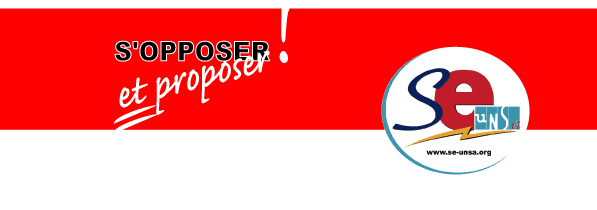 S'OPPOSER !
et proposer
Se
uNSa
www.se-unsa.org